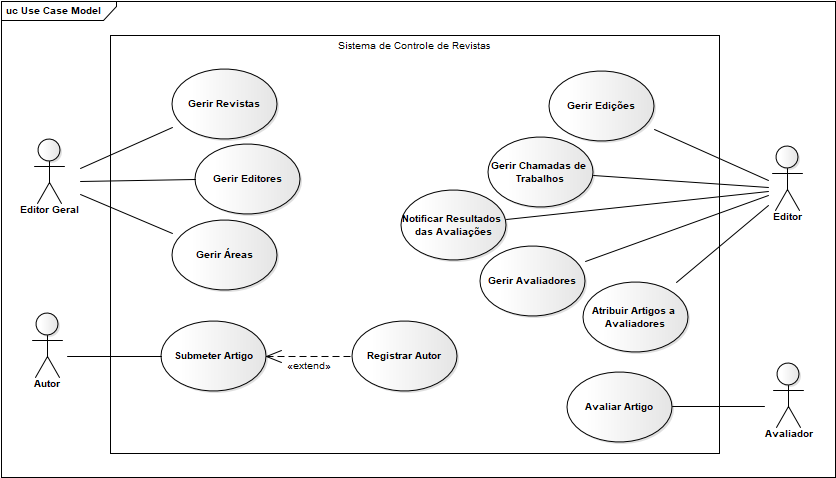 uc Use Case Model
Sistema de Controle de Revistas
Gerir Revistas
Gerir Edições
Gerir Editores
Gerir Chamadas de
Trabalhos
Editor Geral
Editor
Notificar Resultados
das Avaliações
Gerir Áreas
Gerir Avaliadores
Atribuir Artigos a
Avaliadores
Autor
Submeter Artigo
«extend»
Registrar Autor
Avaliar Artigo
Avaliador